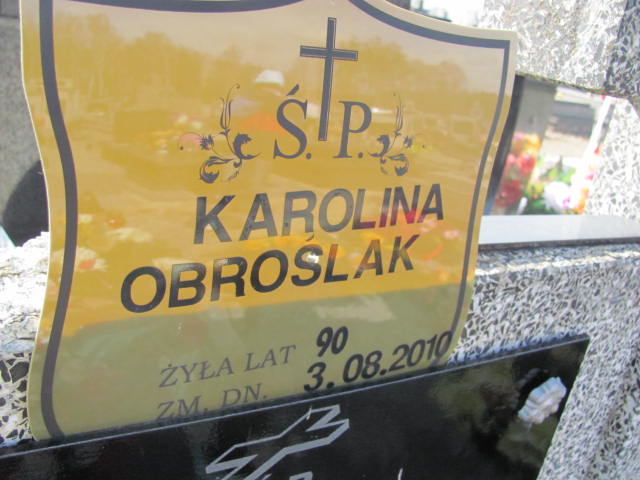 Ś. P.
KAROLINA
OBROŚLAK
ŻYŁA LAT 90
ZM. DN. 3.08.2010